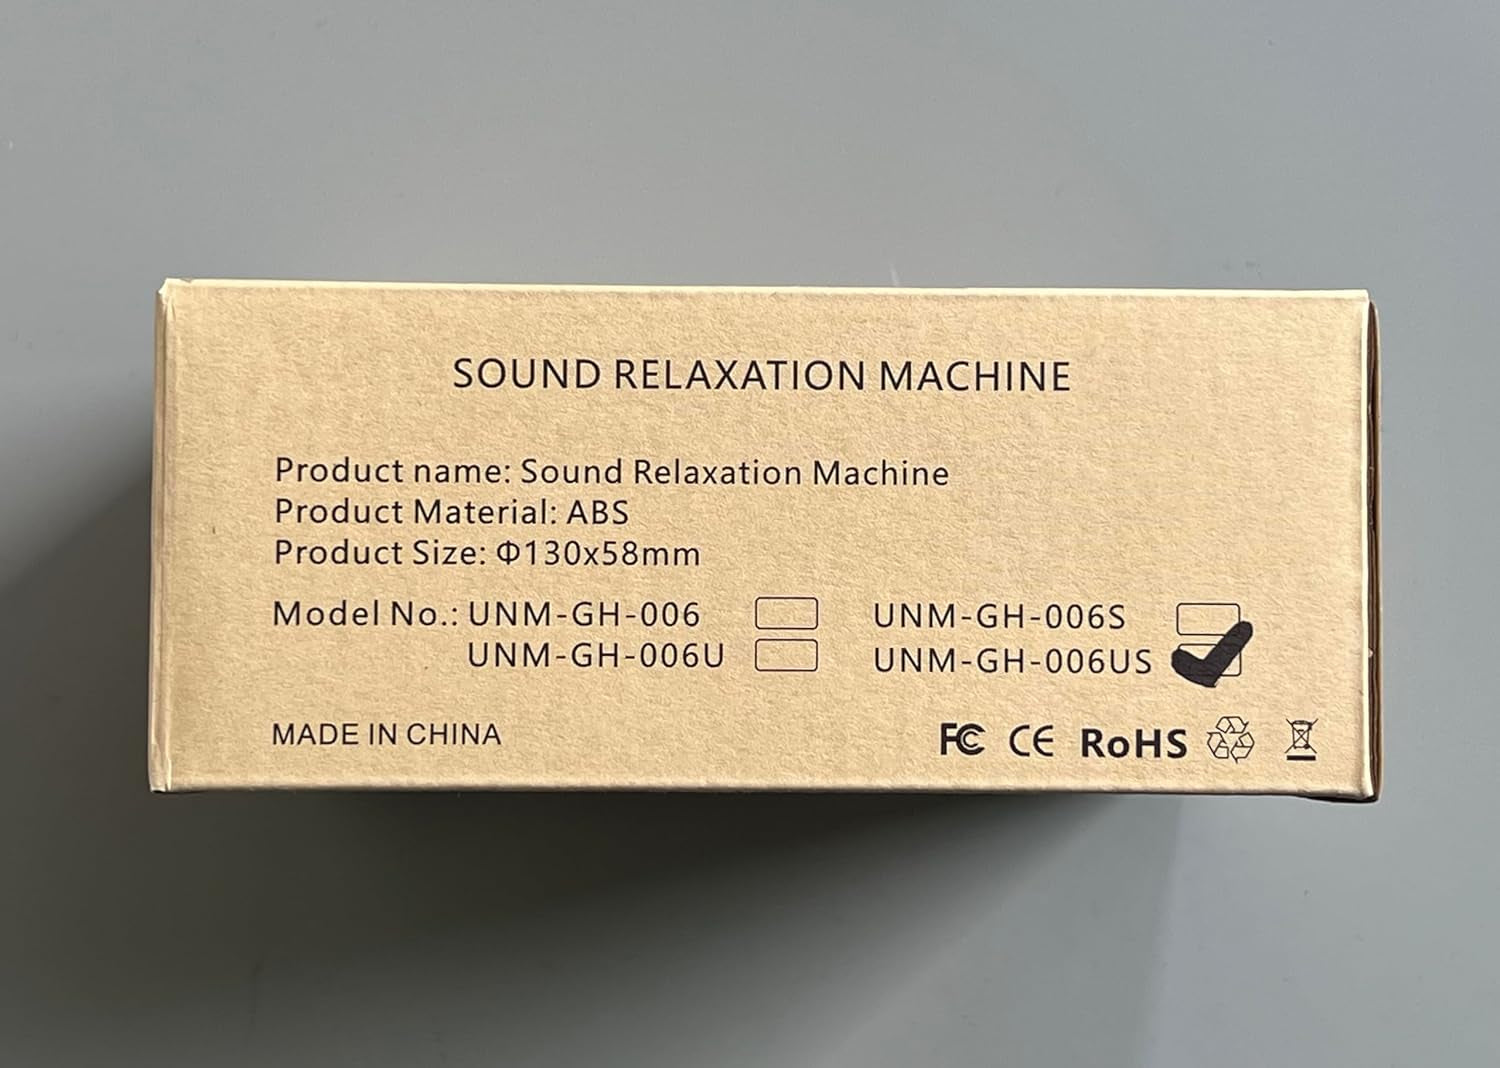 SOUND RELAXATION MACHINE
Product name: Sound Relaxation Machine
Product Material: ABS
Product Size: Φ130x58mm
Model No.: UNM-GH-006 UNM-GH-006S
UNM-GH-006U UNM-GH-006US
MADE IN CHINA FC CE RoHS